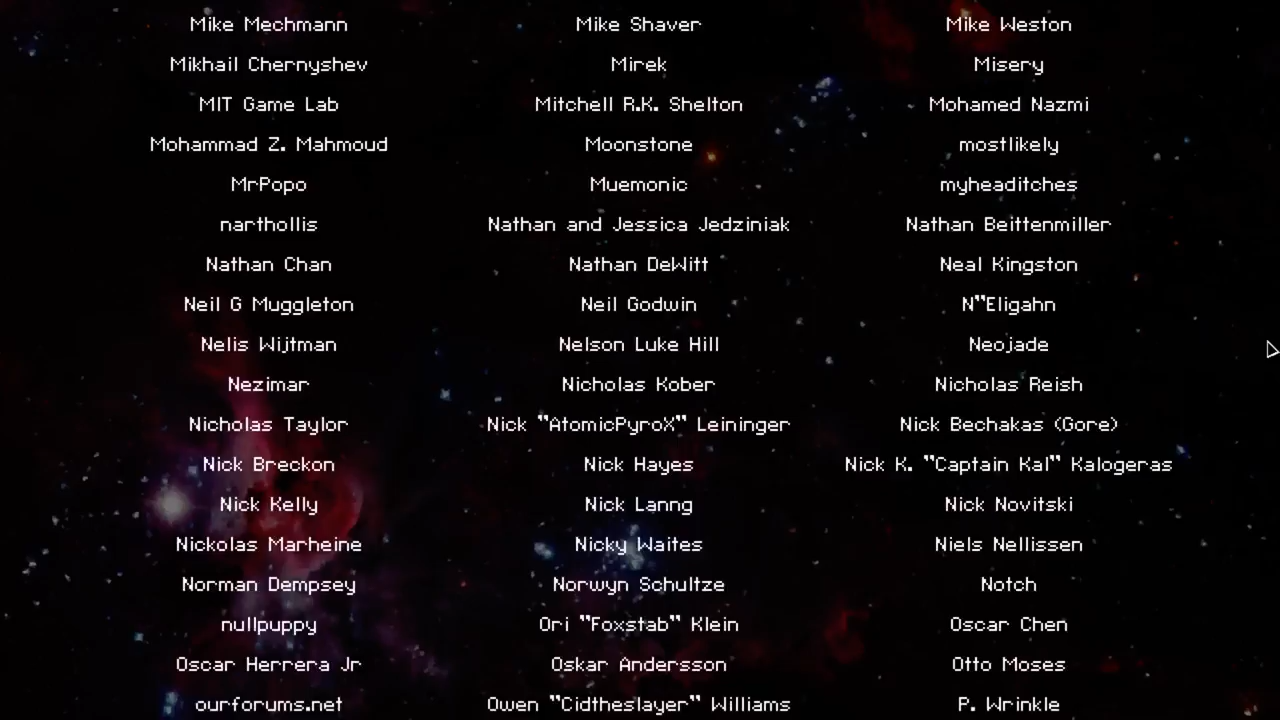 Mike Mechmann Mike Shaver Mike Weston
Mikhail Chernyshev Mirek Misery
MIT Game Lab Mitchell R.K. Shelton Mohamed Nazmi
Mohammad Z. Mahmoud Moonstone mostlikely
MrPopo Muemonic myheaditches
narthollis Nathan and Jessica Jedziniak Nathan Beittenmiller
Nathan Chan Nathan DeWitt Neal Kingston
Neil G Muggleton Neil Godwin N"Eligahn
Nelis Wijtman Nelson Luke Hill Neojade
Nezimar Nicholas Kober Nicholas Reish
Nicholas Taylor Nick "AtomicPyroX" Leininger Nick Bechakas (Gore)
Nick Breckon Nick Hayes Nick K. "Captain Kal" Kalogeras
Nick Kelly Nick Lanng Nick Novitski
Nickolas Marheine Nicky Waites Niels Nellissen
Norman Dempsey Norwyn Schultze Notch
nullpuppy Ori "Foxstab" Klein Oscar Chen
Oscar Herrera Jr Oskar Andersson Otto Moses
ourforums.net Owen "Cidtheslayer" Williams P. Wrinkle